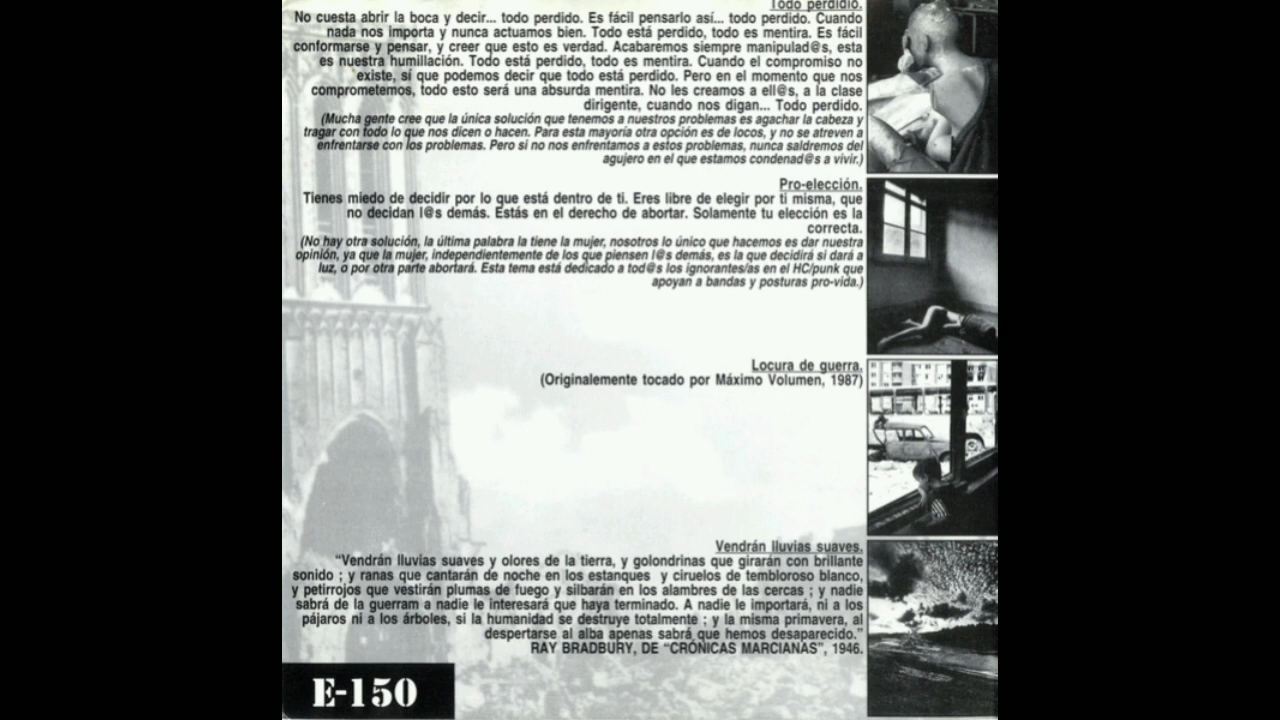 Todo perdidio.
No cuesta abrir la boca y decir... todo perdido. Es fácil pensarlo así... todo perdido. Cuando
nada nos importa y nunca actuamos bien. Todo está perdido, todo es mentira. Es fácil
conformarse y pensar, y creer que esto es verdad. Acabaremos siempre manipulad@s, esta
es nuestra humillación. Todo está perdido, todo es mentira. Cuando el compromiso no
existe, sí que podemos decir que todo está perdido. Pero en el momento que nos
comprometemos, todo esto será una absurda mentira. No les creamos a ell@s, a la clase
dirigente, cuando nos digan... Todo perdido.
(Mucha gente cree que la única solución que tenemos a nuestros problemas es agachar la cabeza y
tragar con todo lo que nos dicen o hacen. Para esta mayoría otra opción es de locos, y no se atreven a
enfrentarse con los problemas. Pero si no nos enfrentamos a estos problemas, nunca saldremos del
agujero en el que estamos condenad@s a vivir.)
Pro-elección.
Tienes miedo de decidir por lo que está dentro de ti. Eres libre de elegir por ti misma, que
no decidan l@s demás. Estás en el derecho de abortar. Solamente tu elección es la
correcta.
(No hay otra solución, la última palabra la tiene la mujer, nosotros lo único que hacemos es dar nuestra
opinión, ya que la mujer, independientemente de los que piensen l@s demás, es la que decidirá si dará a
luz, o por otra parte abortará. Esta tema está dedicado a tod@s los ignorantes/as en el HC/punk que
apoyan a bandas y posturas pro-vida.)
Locura de guerra.
(Originalemente tocado por Máximo Volumen, 1987)
Vendrán lluvias suaves.
“Vendrán lluvias suaves y olores de la tierra, y golondrinas que girarán con brillante
sonido ; y ranas que cantarán de noche en los estanques y ciruelos de tembloroso blanco,
y petirrojos que vestirán plumas de fuego y silbarán en los alambres de las cercas ; y nadie
sabrá de la guerram a nadie le interesará que haya terminado. A nadie le importará, ni a los
pájaros ni a los árboles, si la humanidad se destruye totalmente ; y la misma primavera, al
despertarse al alba apenas sabrá que hemos desaparecido.”
RAY BRADBURY, DE “CRÓNICAS MARCIANAS”, 1946.
E-150